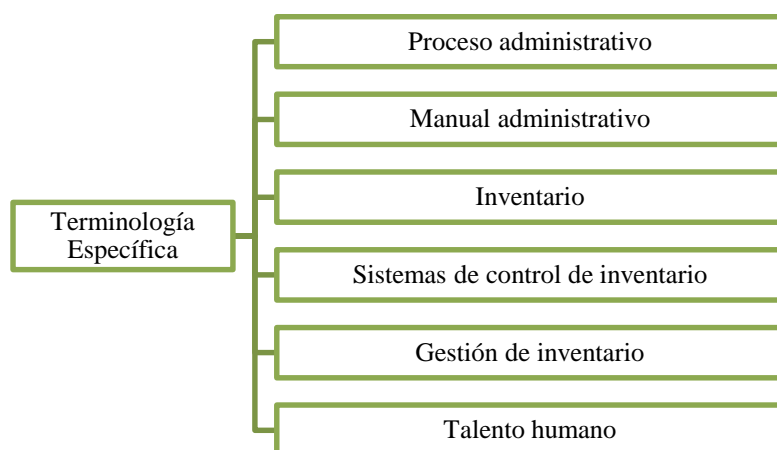 Proceso administrativo
Manual administrativo
Inventario
Terminología
Específica
Sistemas de control de inventario
Gestión de inventario
Talento humano